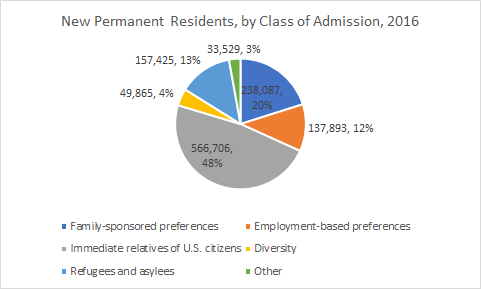 New Permanent Residents, by Class of Admission, 2016
33,529, 3%
157,425, 13%
238,087,
20%
49,865, 4%
137,893, 12%
566,706,
48%
Family-sponsored preferences
Employment-based preferences
Immediate relatives of U.S. citizens
Diversity
Refugees and asylees
Other